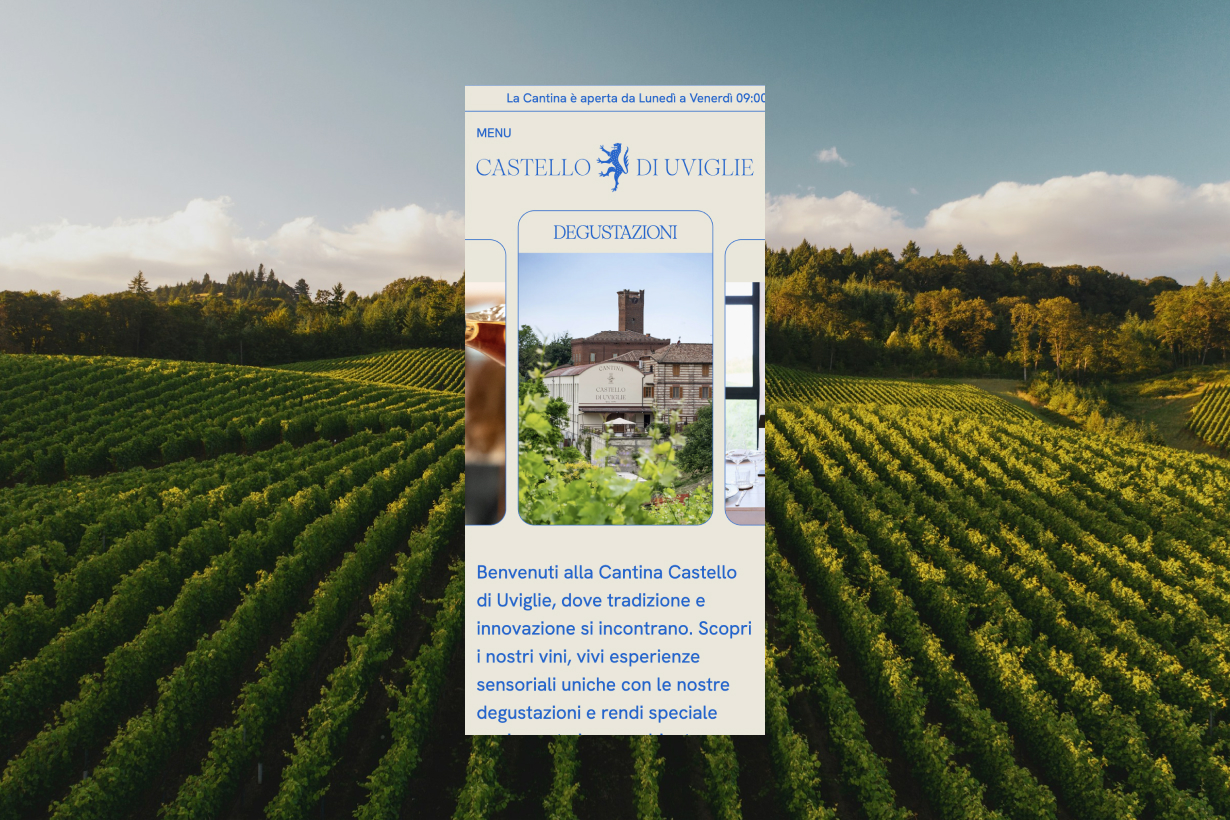 La Cantina è aperta da Lunedì a Venerdì 09:00
MENU
CASTELLO DI UVIGLIE
DEGUSTAZIONI
CANTINA
CASTELLO
DI UVIGLIE
Benvenuti alla Cantina Castello
di Uviglie, dove tradizione e
innovazione si incontrano. Scopri
i nostri vini, vivi esperienze
sensoriali uniche con le nostre
degustazioni e rendi speciale